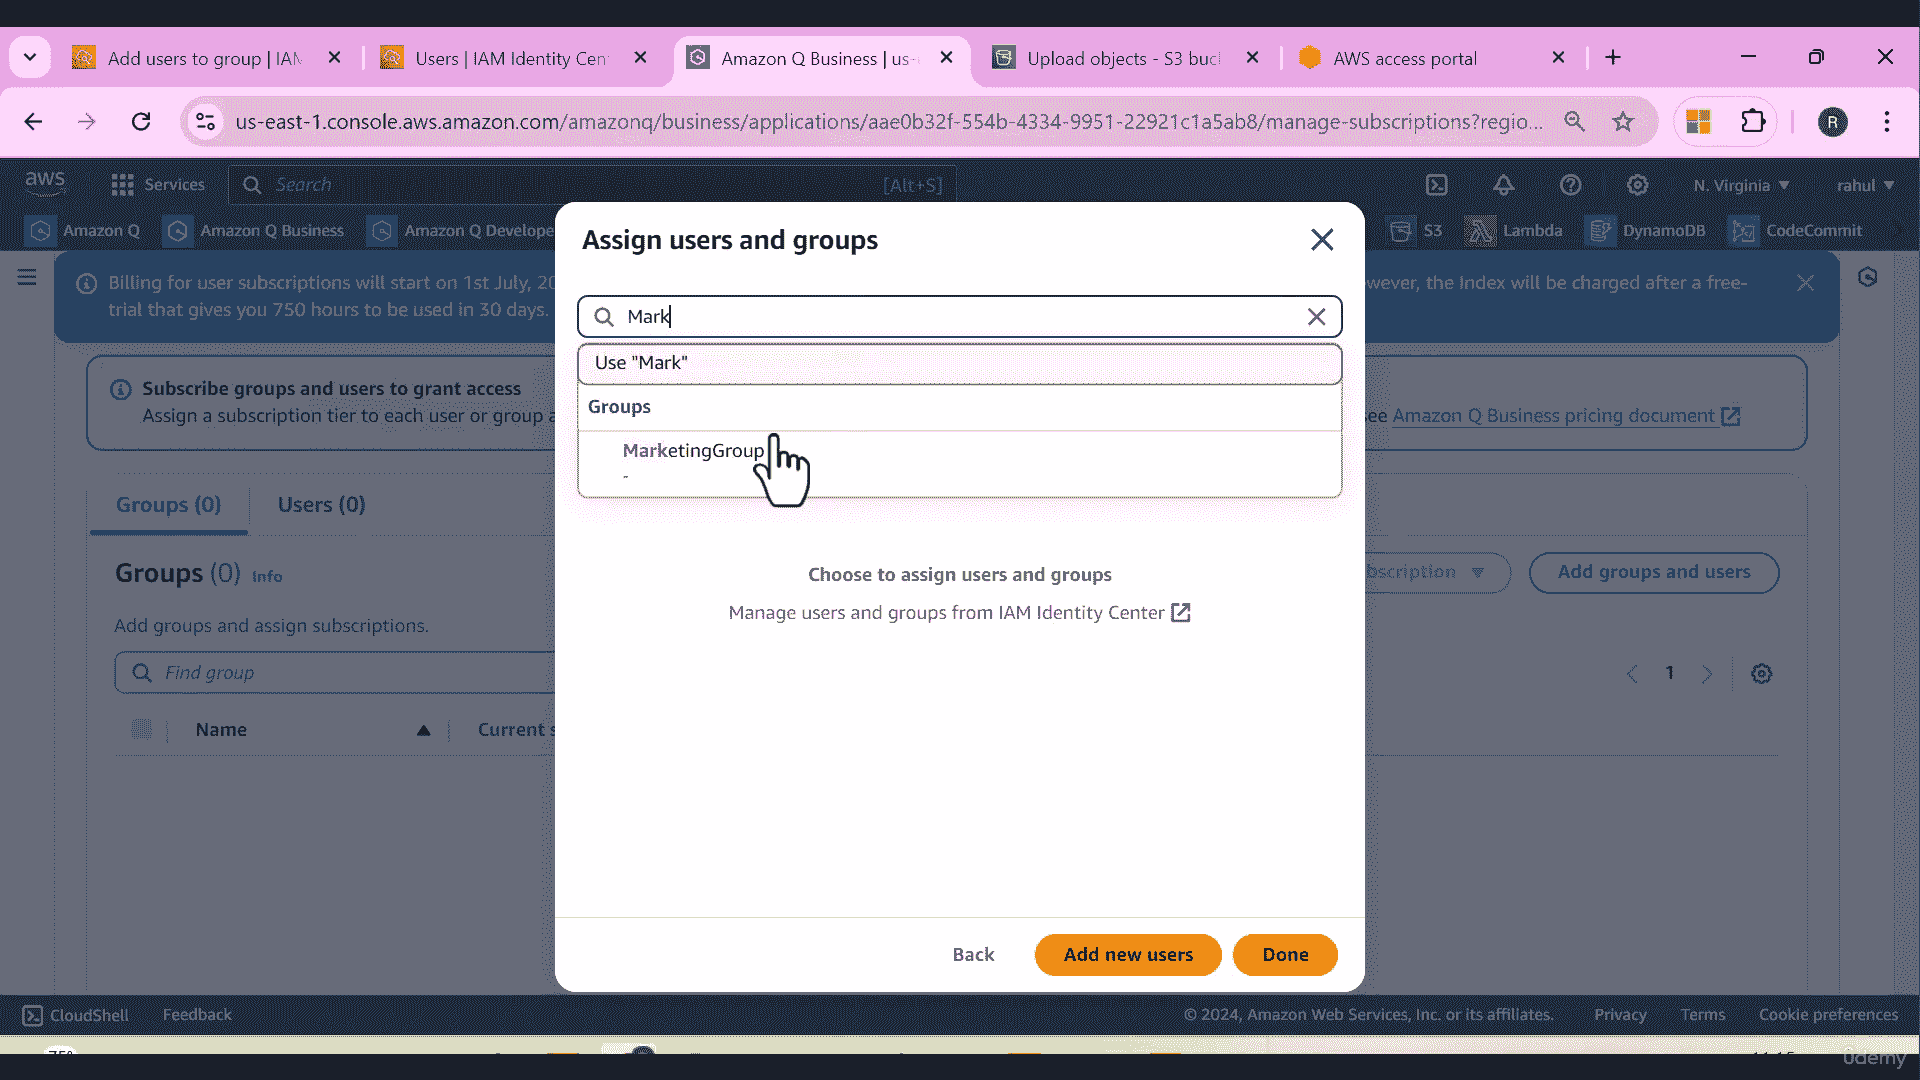 Add users to group | IAM
Users | IAM Identity Cen
Amazon Q Business | us-
Upload objects - S3 buc
AWS access portal
us-east-1.console.aws.amazon.com/amazonq/business/applications/aae0b32f-554b-4334-9951-22921c1a5ab8/manage-subscriptions?regio...
R
aws
Services
Search
[Alt+S]
N. Virginia
rahul
Amazon Q
Amazon Q Business
Amazon Q Develope
S3
Lambda
DynamoDB
CodeCommit
Assign users and groups
Billing for user subscriptions will start on 1st July, 20
wever, the Index will be charged after a free-
trial that gives you 750 hours to be used in 30 days.
Mark
Use "Mark"
Subscribe groups and users to grant access
Assign a subscription tier to each user or group a
ee Amazon Q Business pricing document
Groups
MarketingGroup
-
Groups (0)
Users (0)
Groups (0) Info
bscription
Add groups and users
Choose to assign users and groups
Manage users and groups from IAM Identity Center
Add groups and assign subscriptions.
Find group
1
Name
Current s
Back
Add new users
Done
CloudShell
Feedback
© 2024, Amazon Web Services, Inc. or its affiliates.
Privacy
Terms
Cookie preferences
ûdemy